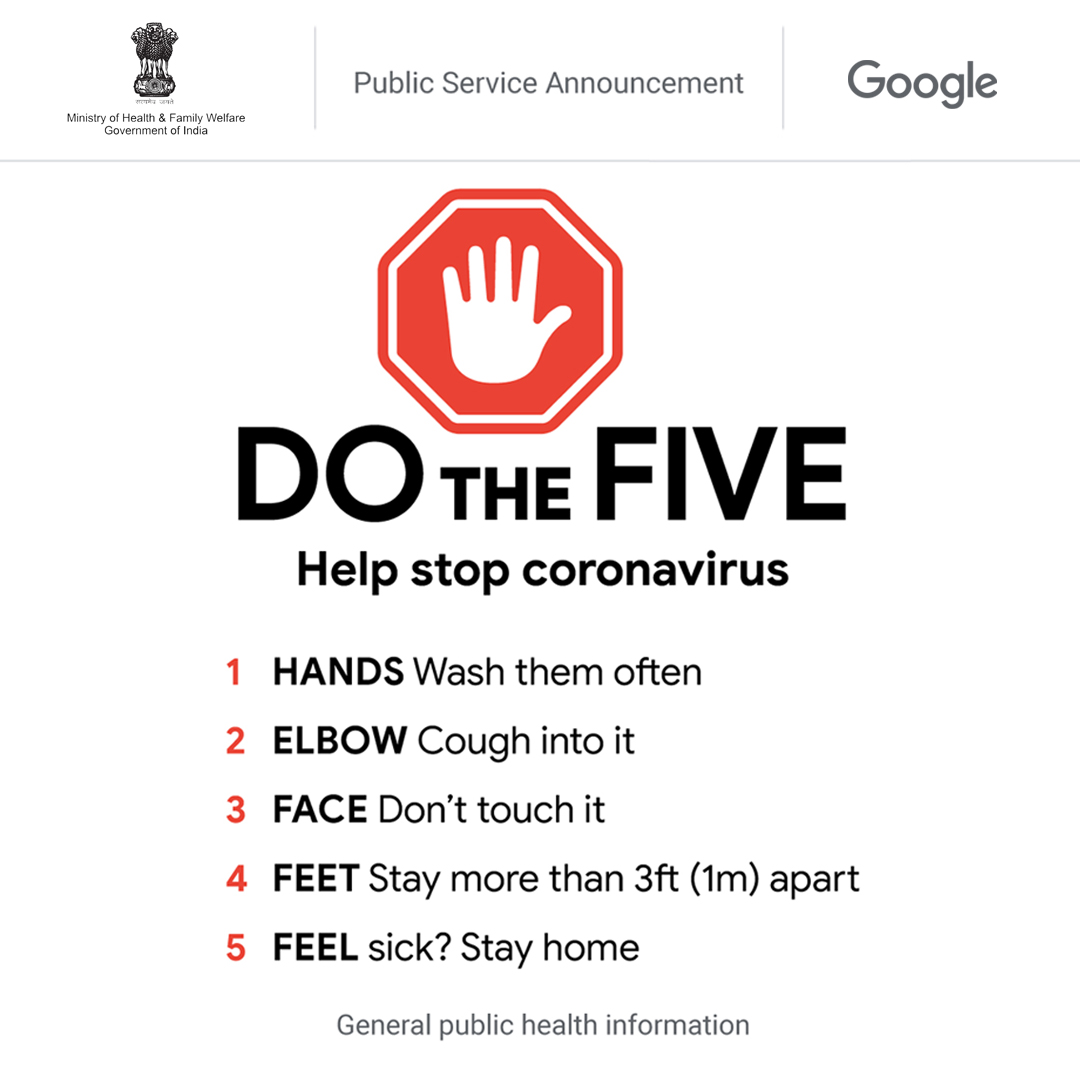 सत्यमेव जयते
Ministry of Health & Family Welfare
Government of India
Public Service Announcement
Google
DO THE FIVE
Help stop coronavirus
1 HANDS Wash them often
2 ELBOW Cough into it
3 FACE Don’t touch it
4 FEET Stay more than 3ft (1m) apart
5 FEEL sick? Stay home
General public health information